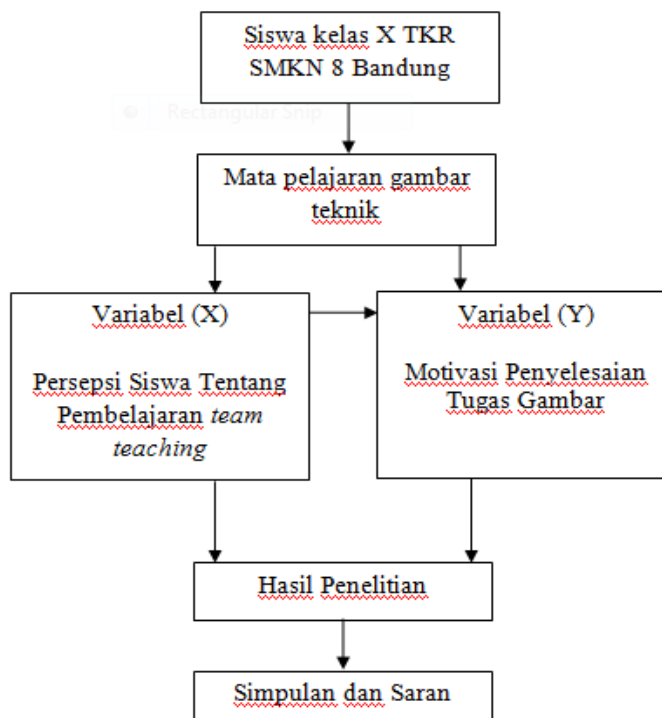 Siswa kelas X TKR
SMKN 8 Bandung
Rectangular Snip
Mata pelajaran gambar
teknik
Variabel (X)
Persepsi Siswa Tentang
Pembelajaran team
teaching
Variabel (Y)
Motivasi Penyelesaian
Tugas Gambar
Hasil Penelitian
Simpulan dan Saran